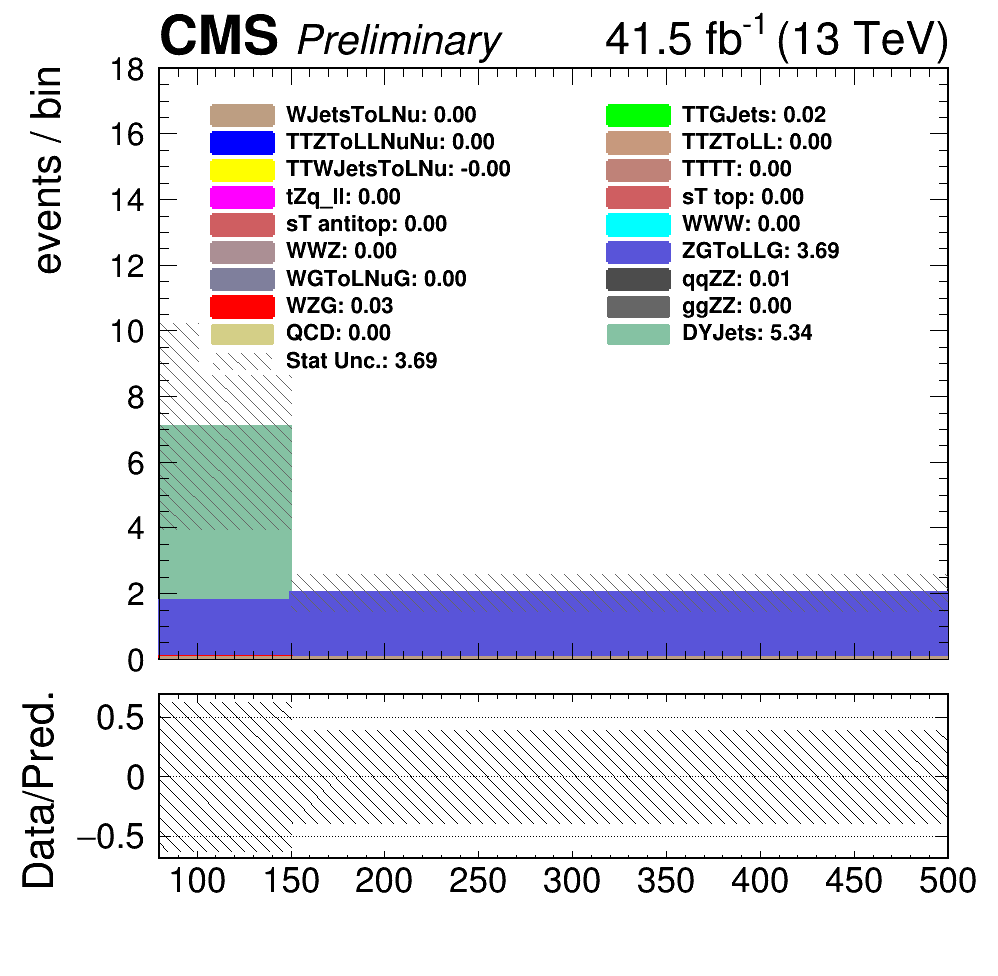 CMS Preliminary 41.5 fb-1 (13 TeV)
events / bin
18
16
14
12
10
8
6
4
2
0
WJetsToLNu: 0.00
TTZToLLNuNu: 0.00
TTWJetsToLNu: -0.00
tZq_ll: 0.00
sT antitop: 0.00
WWZ: 0.00
WGToLNuG: 0.00
WZG: 0.03
QCD: 0.00
Stat Unc.: 3.69
TTGJets: 0.02
TTZToLL: 0.00
TTTT: 0.00
sT top: 0.00
WWW: 0.00
ZGToLLG: 3.69
qqZZ: 0.01
ggZZ: 0.00
DYJets: 5.34
Data/Pred.
0.5
0
−0.5
100 150 200 250 300 350 400 450 500